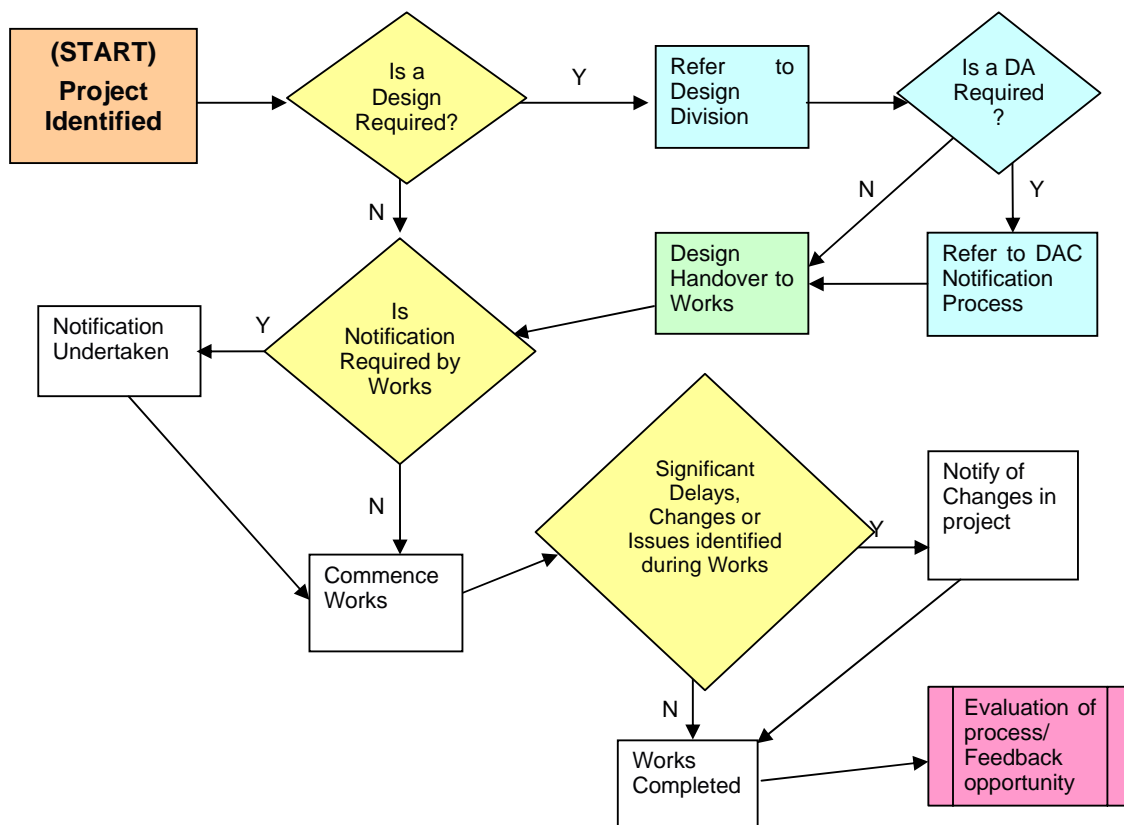 (START)
Project
Identified
Is a
Design
Required?
Y
Refer to
Design
Division
Is a DA
Required
?
N
N
Y
Design
Handover to
Works
Refer to DAC
Notification
Process
Notification
Undertaken
Y
Is
Notification
Required by
Works
N
Commence
Works
Significant
Delays,
Changes or
Issues identified
during Works
Y
Notify of
Changes in
project
N
Works
Completed
Evaluation of
process/
Feedback
opportunity